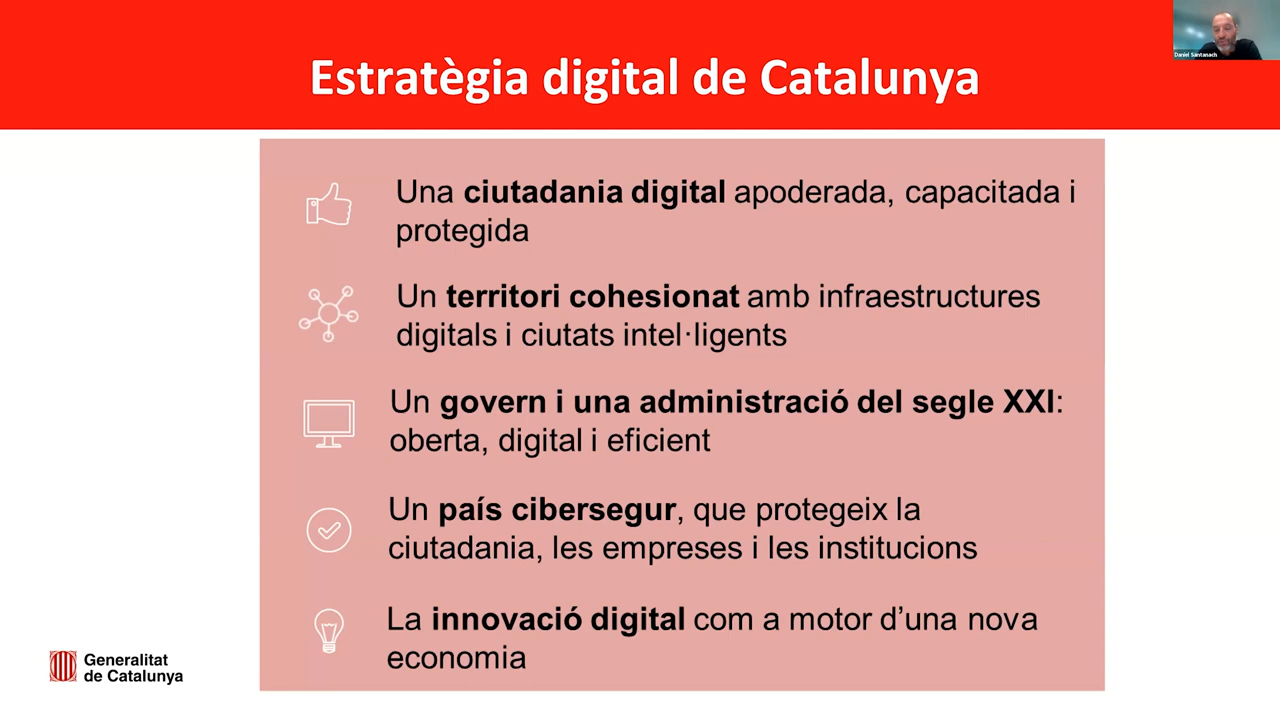 Daniel Santanach
Estratègia digital de Catalunya
Una ciutadania digital apoderada, capacitada i
protegida
Un territori cohesionat amb infraestructures
digitals i ciutats intel·ligents
Un govern i una administració del segle XXI:
oberta, digital i eficient
Un país cibersegur, que protegeix la
ciutadania, les empreses i les institucions
La innovació digital com a motor d’una nova
economia
Generalitat
de Catalunya